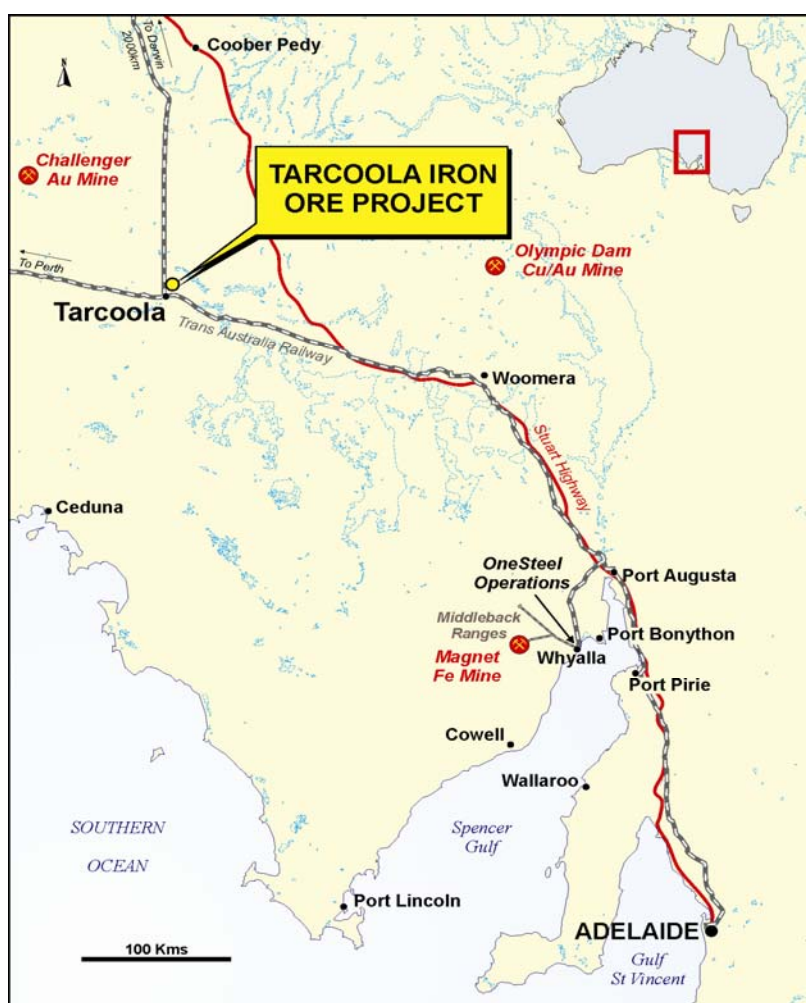 To Darwin
2000km
Coober Pedy
N
Challenger
Au Mine
TARCOOLA IRON
ORE PROJECT
Olympic Dam
Cu/Au Mine
To Perth
Tarcoola
Trans Australia Railway
Woomera
Stuart Highway
Ceduna
OneSteel
Operations
Port Augusta
Middleback
Ranges
Port Bonython
Magnet
Fe Mine
Whyalla
Port Pirie
Cowell
Wallaroo
SOUTHERN
OCEAN
Spencer
Gulf
Port Lincoln
ADELAIDE
100 Kms
Gulf
St Vincent